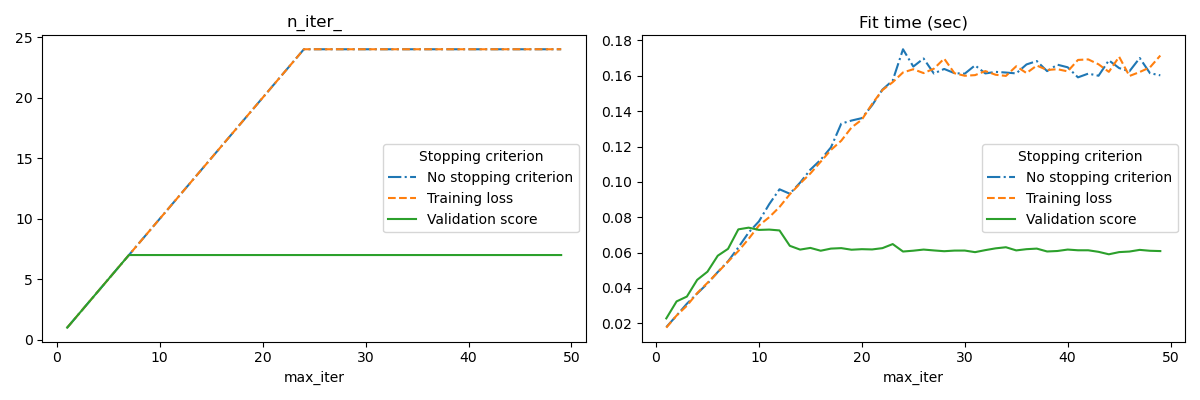 n_iter_
25
20
15
10
5
0
0 10 20 30 40 50
max_iter
Stopping criterion
No stopping criterion
Training loss
Validation score
Fit time (sec)
0.18
0.16
0.14
0.12
0.10
0.08
0.06
0.04
0.02
0 10 20 30 40 50
max_iter
Stopping criterion
No stopping criterion
Training loss
Validation score